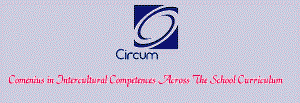 Circum
Comenius in Intercultural Competences Across The School Curriculum